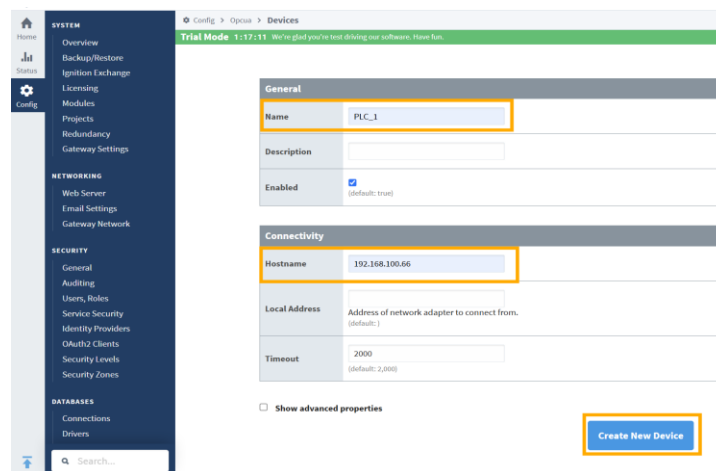 Home
Status
Config
SYSTEM
Overview
Backup/Restore
Ignition Exchange
Licensing
Modules
Projects
Redundancy
Gateway Settings
NETWORKING
Web Server
Email Settings
Gateway Network
SECURITY
General
Auditing
Users, Roles
Service Security
Identity Providers
OAuth2 Clients
Security Levels
Security Zones
DATABASES
Connections
Drivers
Search...
Config > Opcua > Devices
Trial Mode 1:17:11 We're glad you're test driving our software. Have fun.
General
Name PLC_1
Description
Enabled
(default: true)
Connectivity
Hostname 192.168.100.66
Local Address
Address of network adapter to connect from.
(default: )
Timeout 2000
(default: 2,000)
Show advanced properties
Create New Device